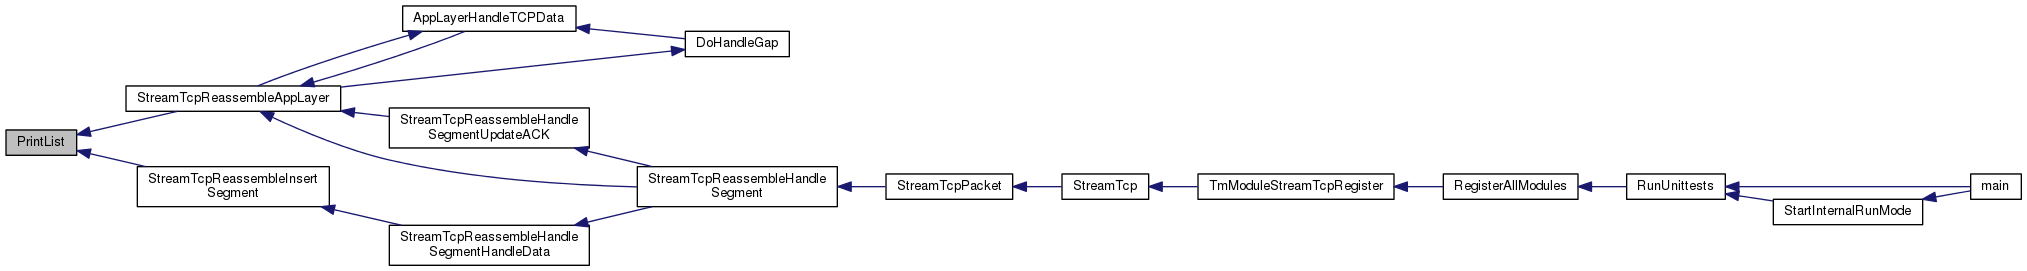 AppLayerHandleTCPData
DoHandleGap
StreamTcpReassembleAppLayer
StreamTcpReassembleHandle
SegmentUpdateACK
PrintList
StreamTcpReassembleInsert
Segment
StreamTcpReassembleHandle
Segment
StreamTcpPacket
StreamTcp
TmModuleStreamTcpRegister
RegisterAllModules
RunUnittests
main
StartInternalRunMode
StreamTcpReassembleHandle
SegmentHandleData